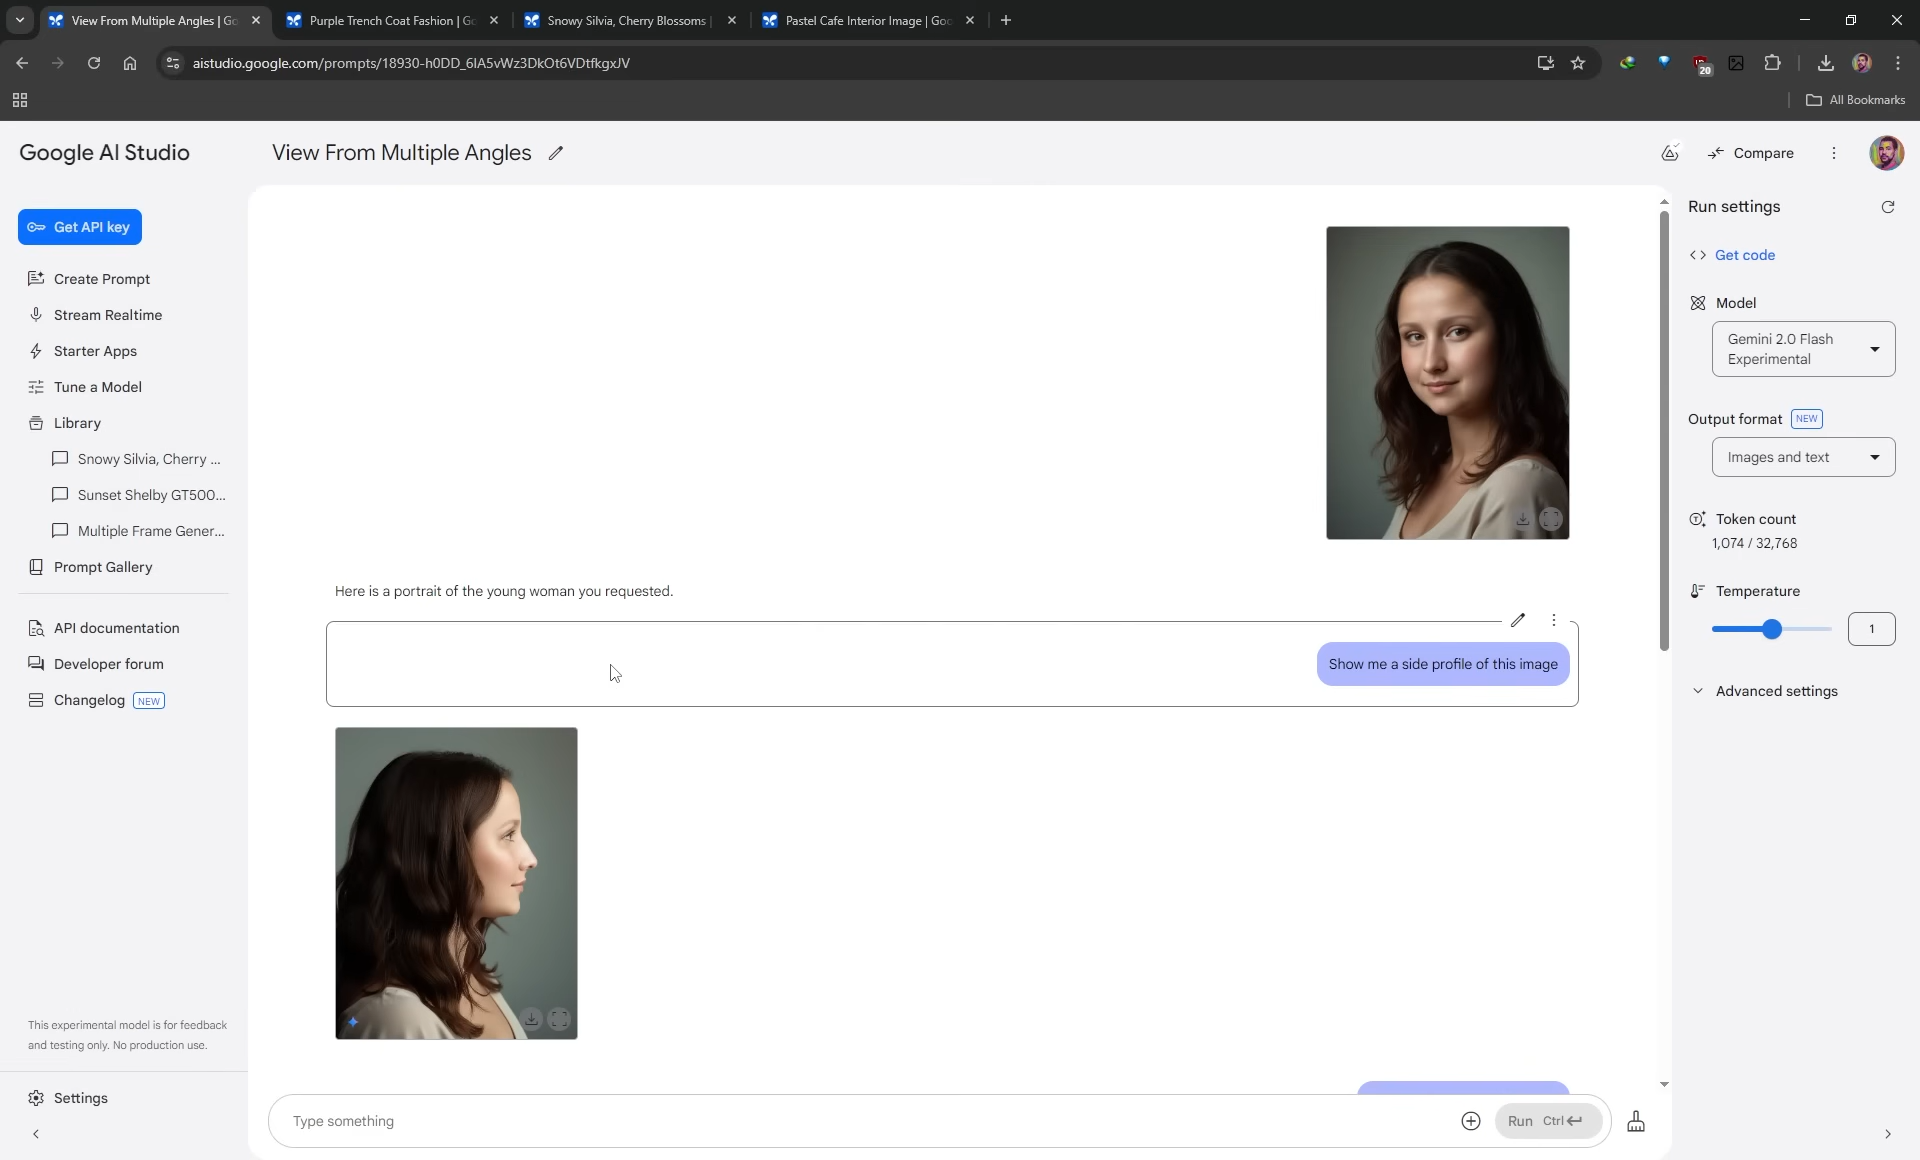 View From Multiple Angles | Go
Purple Trench Coat Fashion | Go
Snowy Silvia, Cherry Blossoms |
Pastel Cafe Interior Image | Goo
aistudio.google.com/prompts/18930-h0DD_6IA5vWz3DkOt6VDtfkgxJV
20
All Bookmarks
Google AI Studio
View From Multiple Angles
Compare
Get API key
Create Prompt
Stream Realtime
Starter Apps
Tune a Model
Library
Snowy Silvia, Cherry ...
Sunset Shelby GT500...
Multiple Frame Gener...
Prompt Gallery
API documentation
Developer forum
Changelog NEW
This experimental model is for feedback
and testing only. No production use.
Settings
Here is a portrait of the young woman you requested.
Show me a side profile of this image
Type something
Run Ctrl
Run settings
Get code
Model
Gemini 2.0 Flash
Experimental
Output format NEW
Images and text
Token count
1,074 / 32,768
Temperature
1
Advanced settings